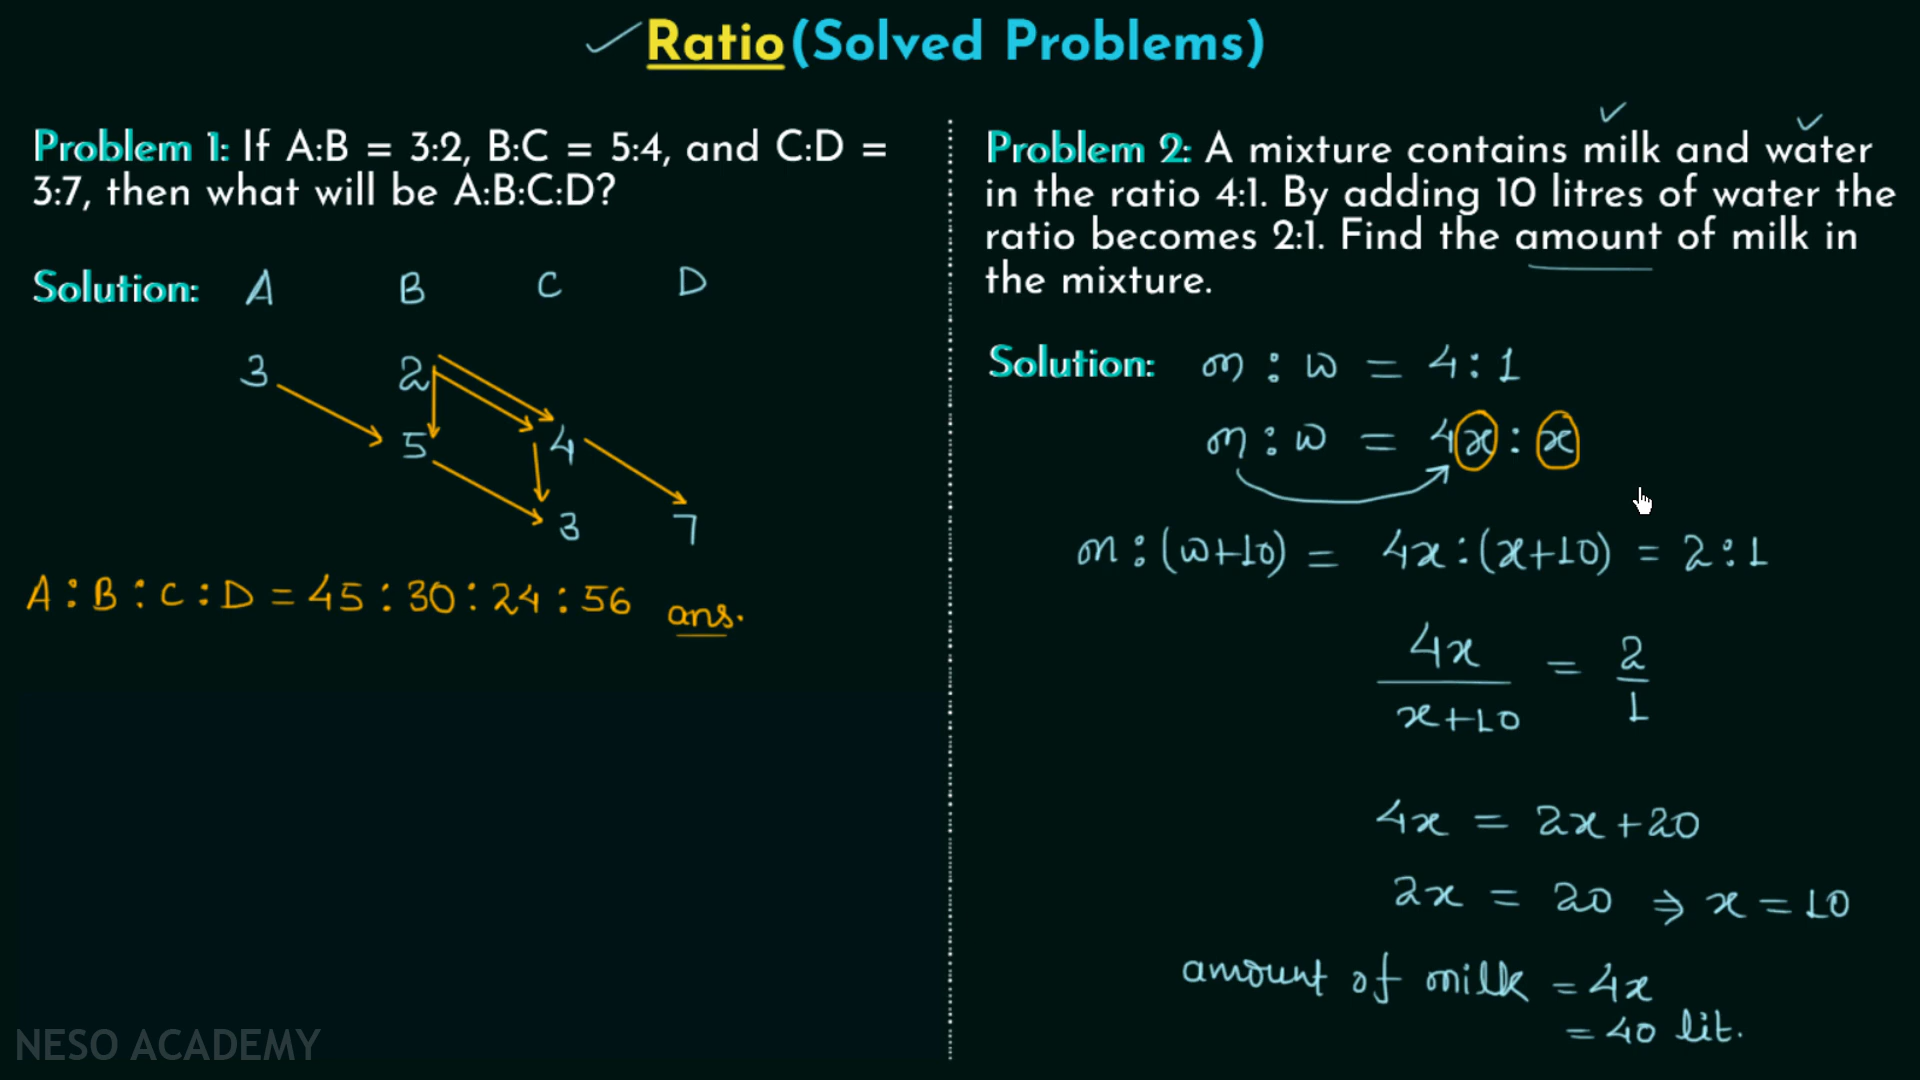 Ratio (Solved Problems)
Problem 1: If A:B = 3:2, B:C = 5:4, and C:D =
3:7, then what will be A:B:C:D?
Solution: A B C D
3 2
5 4
3 7
A : B : C : D = 45 : 30 : 24 : 56 ans.
Problem 2: A mixture contains milk and water
in the ratio 4:1. By adding 10 litres of water the
ratio becomes 2:1. Find the amount of milk in
the mixture.
Solution: m : w = 4 : 1
m : w = 4x : x
m : (w+10) = 4x : (x+10) = 2 : 1
4x/x+10 = 2/1
4x = 2x + 20
2x = 20 ⇒ x = 10
amount of milk = 4x
= 40 lit.
NESO ACADEMY